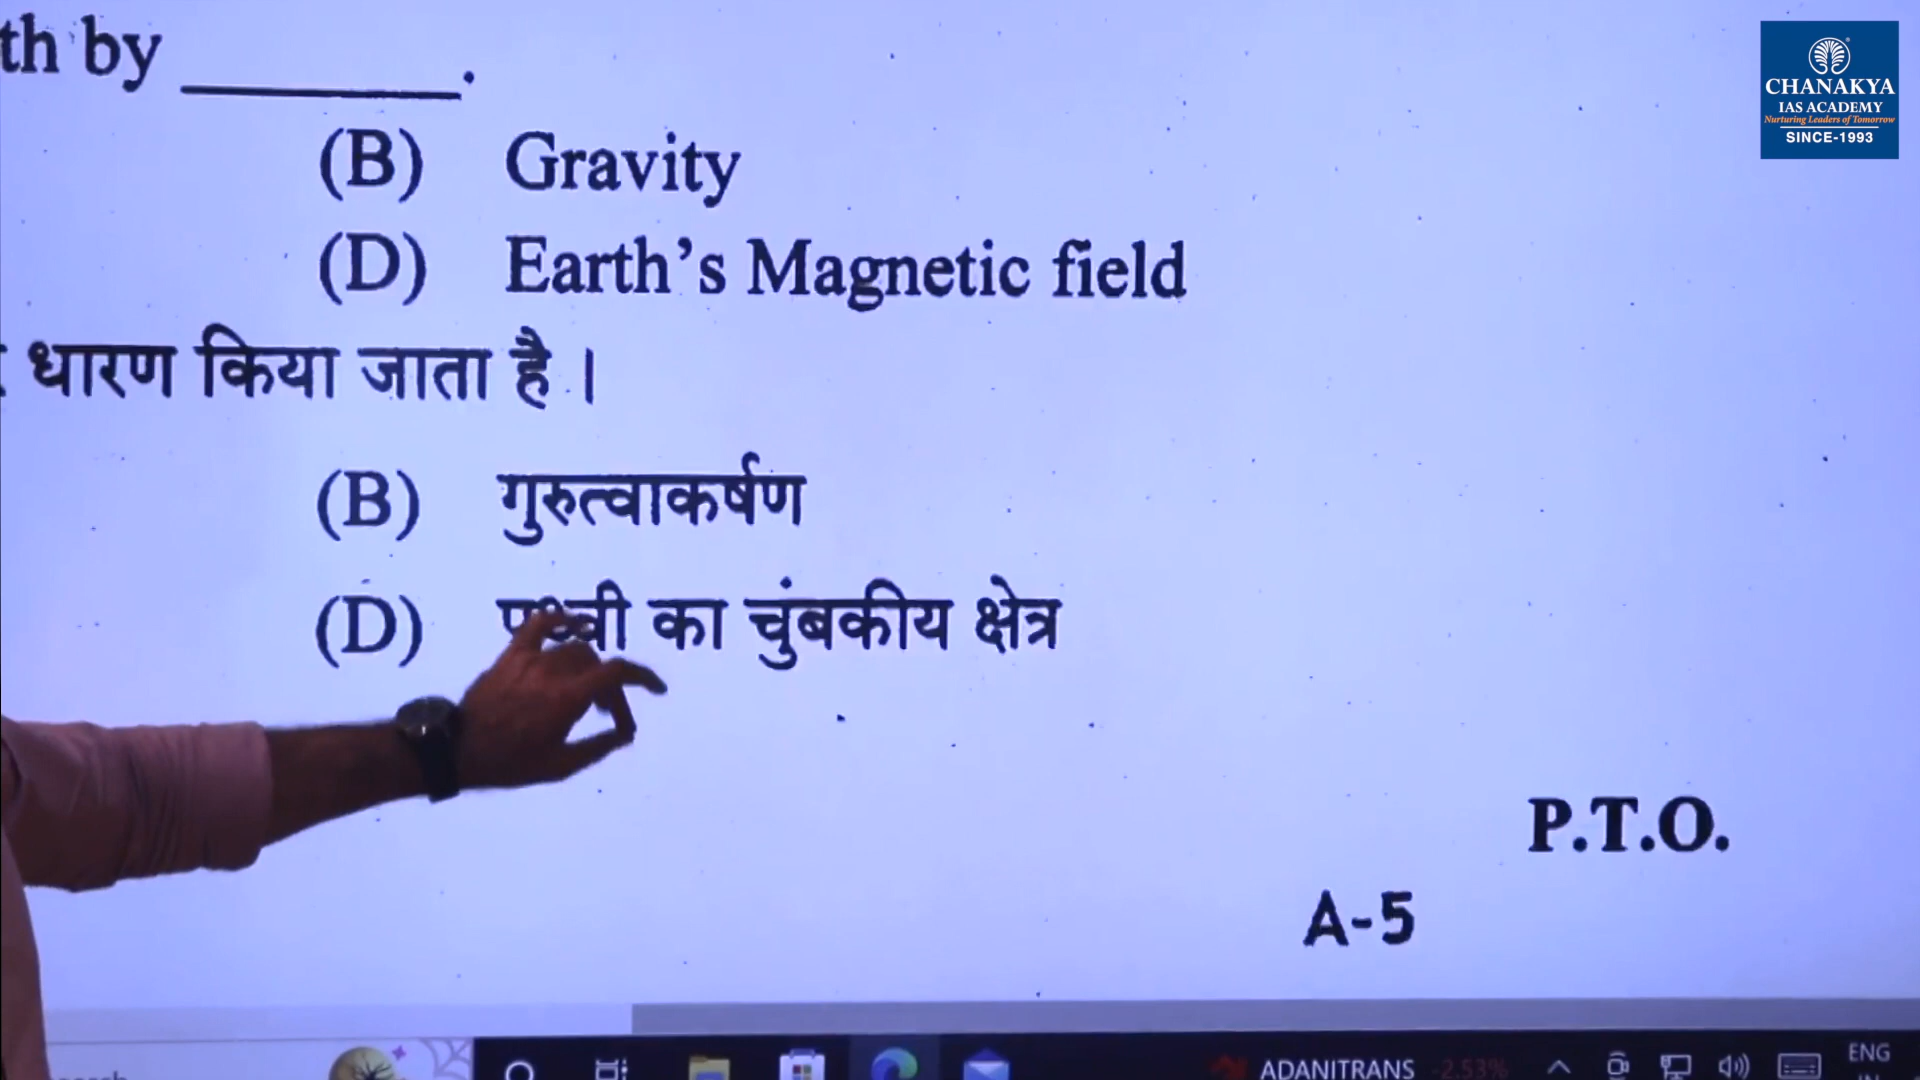 th by ________.
CHANAKYA
IAS ACADEMY
Nurturing Leaders of Tomorrow
SINCE-1993
(B) Gravity
(D) Earth's Magnetic field
धारण किया जाता है ।
(B) गुरुत्वाकर्षण
(D) पृथ्वी का चुंबकीय क्षेत्र
P.T.O.
A-5
ADANITRANS -2.53%
ENG